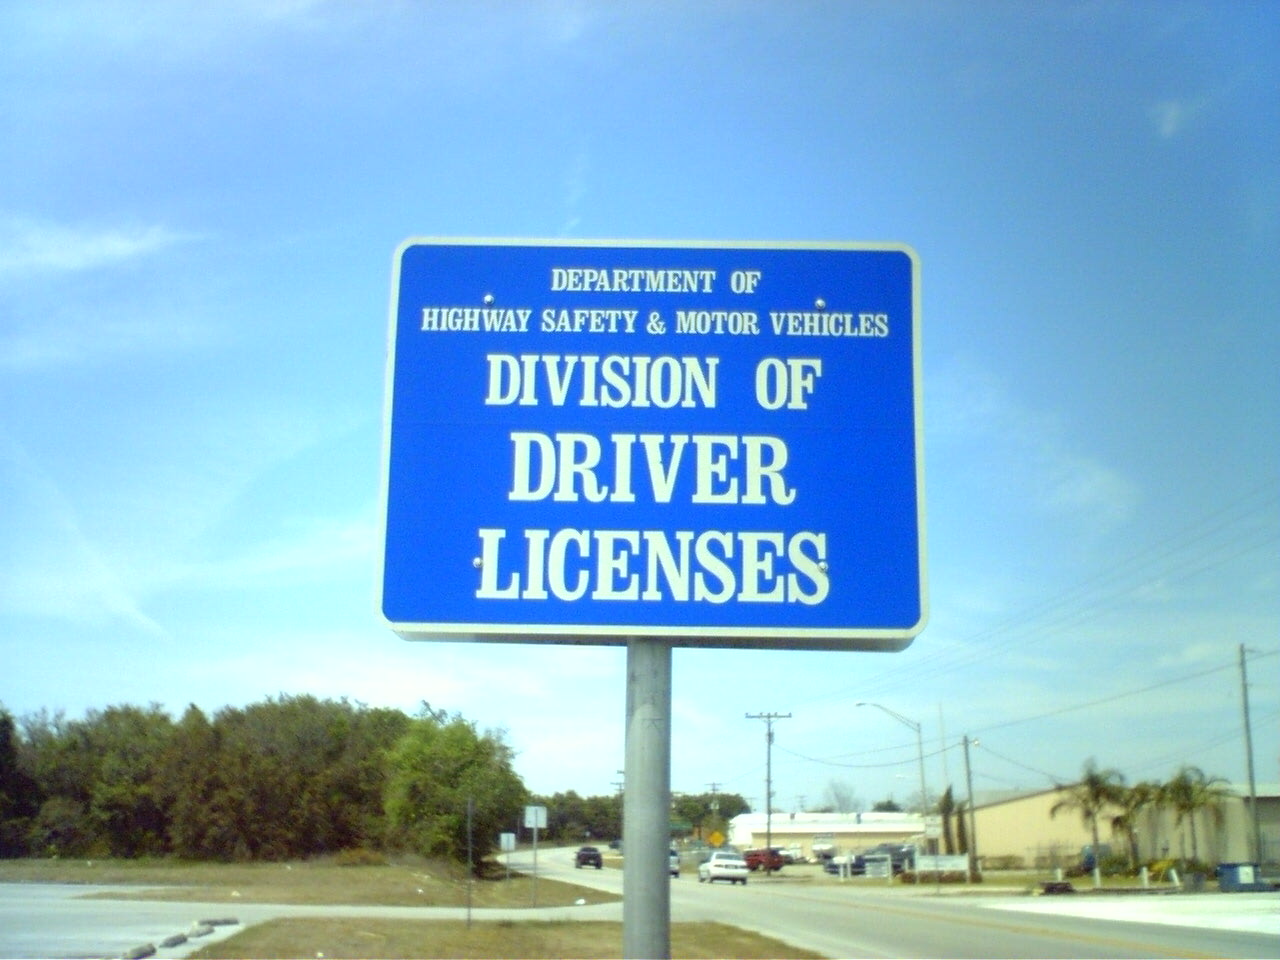 DEPARTMENT OF
HIGHWAY SAFETY & MOTOR VEHICLES
DIVISION OF
DRIVER
LICENSES